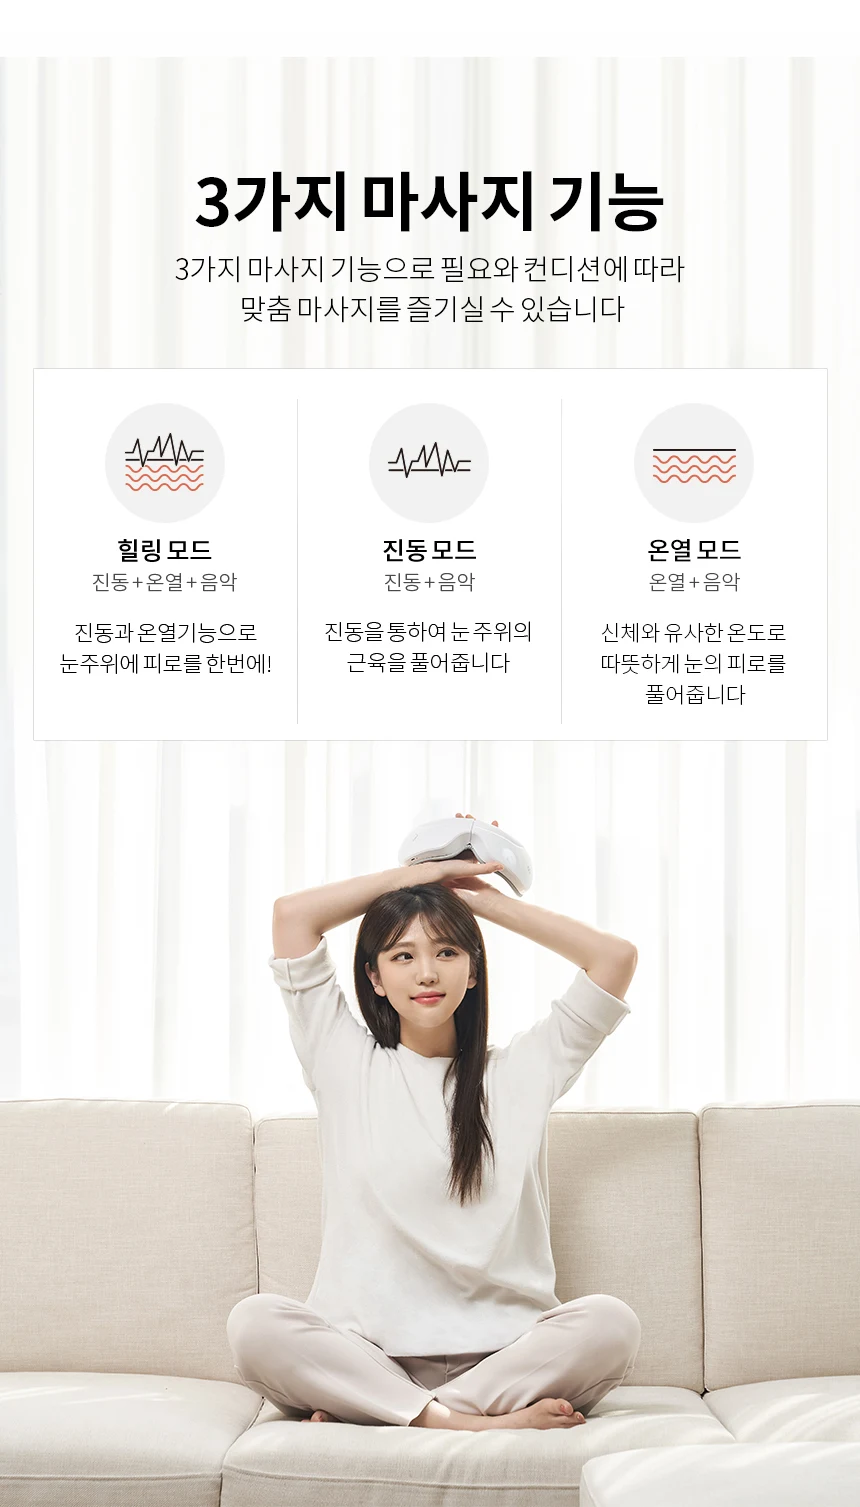 3가지 마사지 기능
3가지 마사지 기능으로 필요와 컨디션에 따라
맞춤 마사지를 즐기실 수 있습니다
힐링 모드
진동+온열+음악
진동과 온열기능으로
눈주위에 피로를 한번에!
진동 모드
진동+음악
진동을 통하여 눈 주위의
근육을 풀어줍니다
온열 모드
온열+음악
신체와 유사한 온도로
따뜻하게 눈의 피로를
풀어줍니다